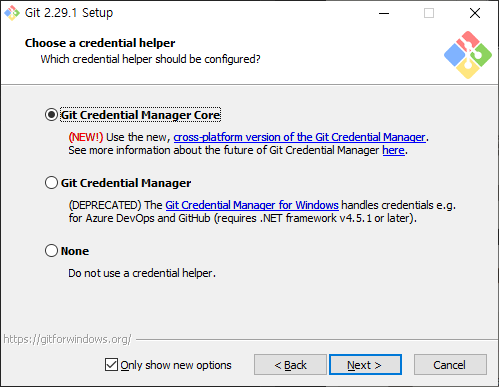 Git 2.29.1 Setup
Choose a credential helper
Which credential helper should be configured?
Git Credential Manager Core
(NEW!) Use the new, cross-platform version of the Git Credential Manager.
See more information about the future of Git Credential Manager here.
Git Credential Manager
(DEPRECATED) The Git Credential Manager for Windows handles credentials e.g.
for Azure DevOps and GitHub (requires .NET framework v4.5.1 or later).
None
Do not use a credential helper.
https://gitforwindows.org/
Only show new options
< Back
Next >
Cancel